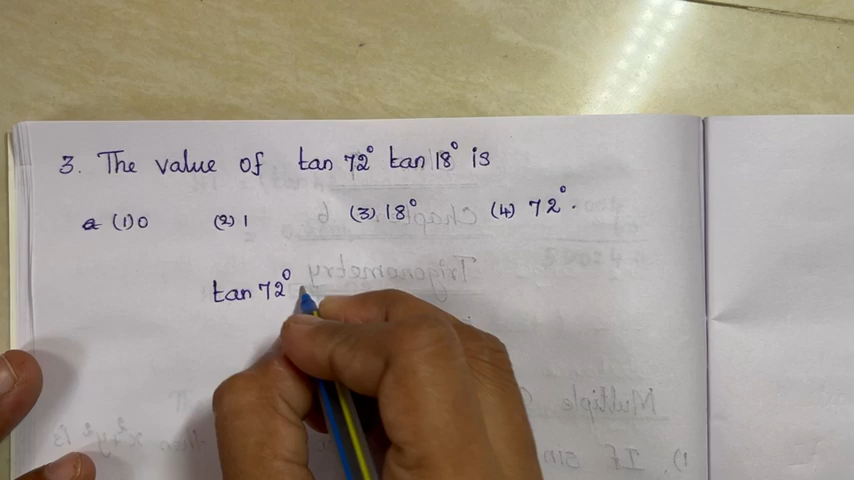 3. The value of tan 72° tan 18° is
(1) 0 (2) 1 (3) 18° (4) 72°.
tan 72°